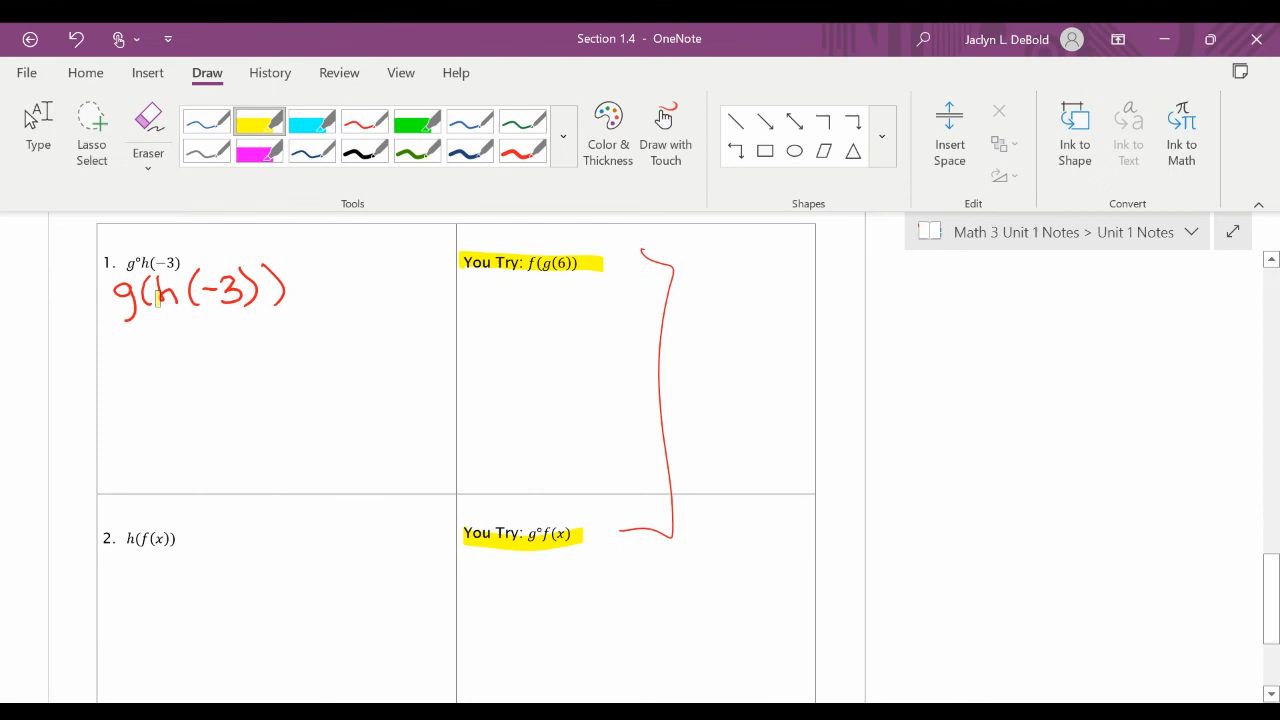 Section 1.4 - OneNote
Jaclyn L. DeBold
File Home Insert Draw History Review View Help
Type
Lasso Select
Eraser
Color & Thickness
Draw with Touch
Insert Space
Ink to Shape
Ink to Text
Ink to Math
Tools
Shapes
Edit
Convert
Math 3 Unit 1 Notes > Unit 1 Notes
1. g°h(−3)
g(h(-3))
You Try: f(g(6))
2. h(f(x))
You Try: g°f(x)